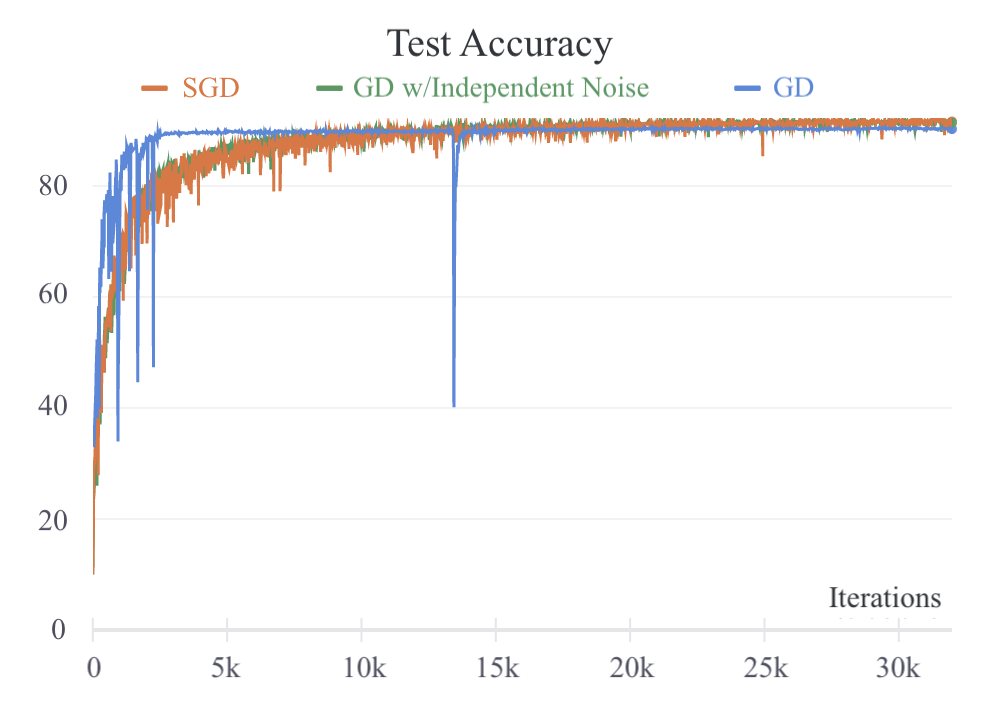 Test Accuracy
SGD GD w/Independent Noise GD
80
60
40
20
Iterations
0
0 5k 10k 15k 20k 25k 30k